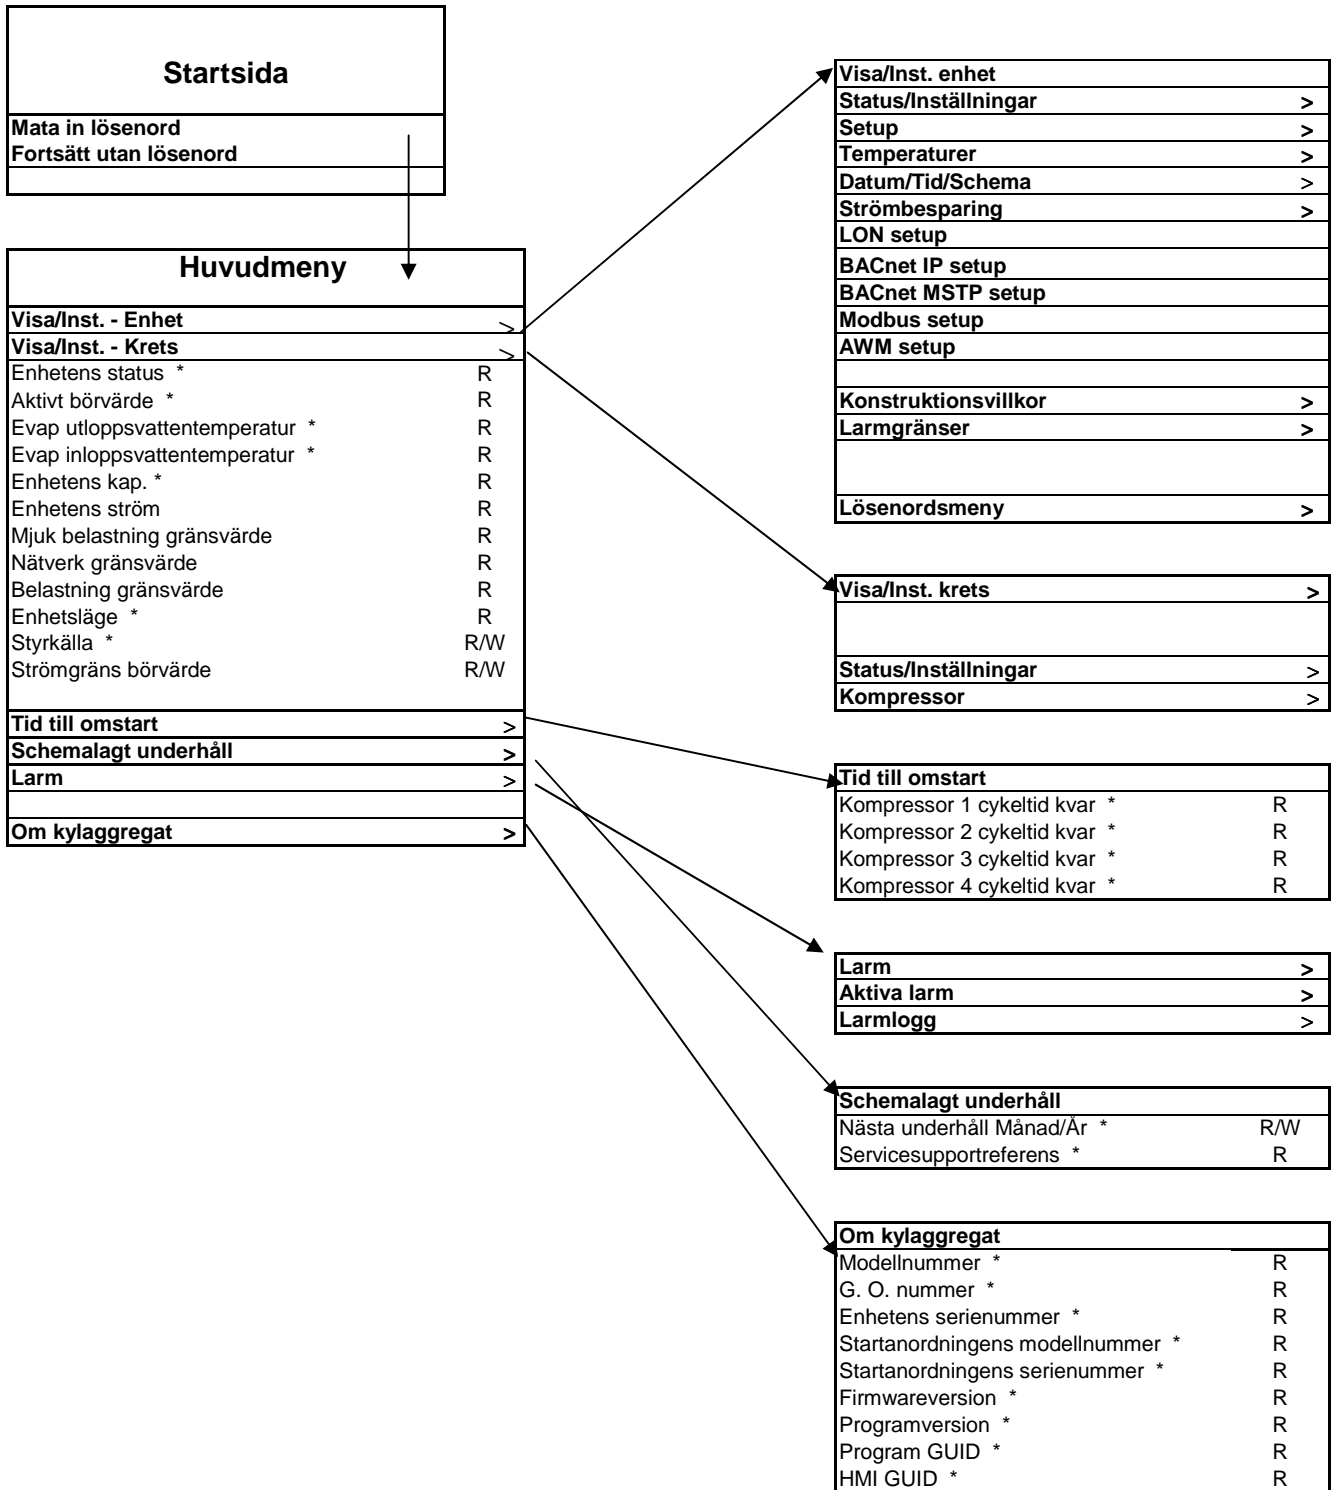 Startsida
Mata in lösenord
Fortsätt utan lösenord
Huvudmeny
Visa/Inst. - Enhet >
Visa/Inst. - Krets >
Enhetens status * R
Aktivt börvärde * R
Evap utloppsvattentemperatur * R
Evap inloppsvattentemperatur * R
Enhetens kap. * R
Enhetens ström R
Mjuk belastning gränsvärde R
Nätverk gränsvärde R
Belastning gränsvärde R
Enhetsläge * R
Styrkälla * R/W
Strömgräns börvärde R/W
Tid till omstart >
Schemalagt underhåll >
Larm >
Om kylaggregat >
Visa/Inst. enhet
Status/Inställningar >
Setup >
Temperaturer >
Datum/Tid/Schema >
Strömbesparing >
LON setup
BACnet IP setup
BACnet MSTP setup
Modbus setup
AWM setup
Konstruktionsvillkor >
Larmgränser >
Lösenordsmeny >
Visa/Inst. krets >
Status/Inställningar >
Kompressor >
Tid till omstart
Kompressor 1 cykeltid kvar * R
Kompressor 2 cykeltid kvar * R
Kompressor 3 cykeltid kvar * R
Kompressor 4 cykeltid kvar * R
Larm >
Aktiva larm >
Larmlogg >
Schemalagt underhåll
Nästa underhåll Månad/År * R/W
Servicesupportreferens * R
Om kylaggregat
Modellnummer * R
G. O. nummer * R
Enhetens serienummer * R
Startanordningens modellnummer * R
Startanordningens serienummer * R
Firmwareversion * R
Programversion * R
Program GUID * R
HMI GUID * R